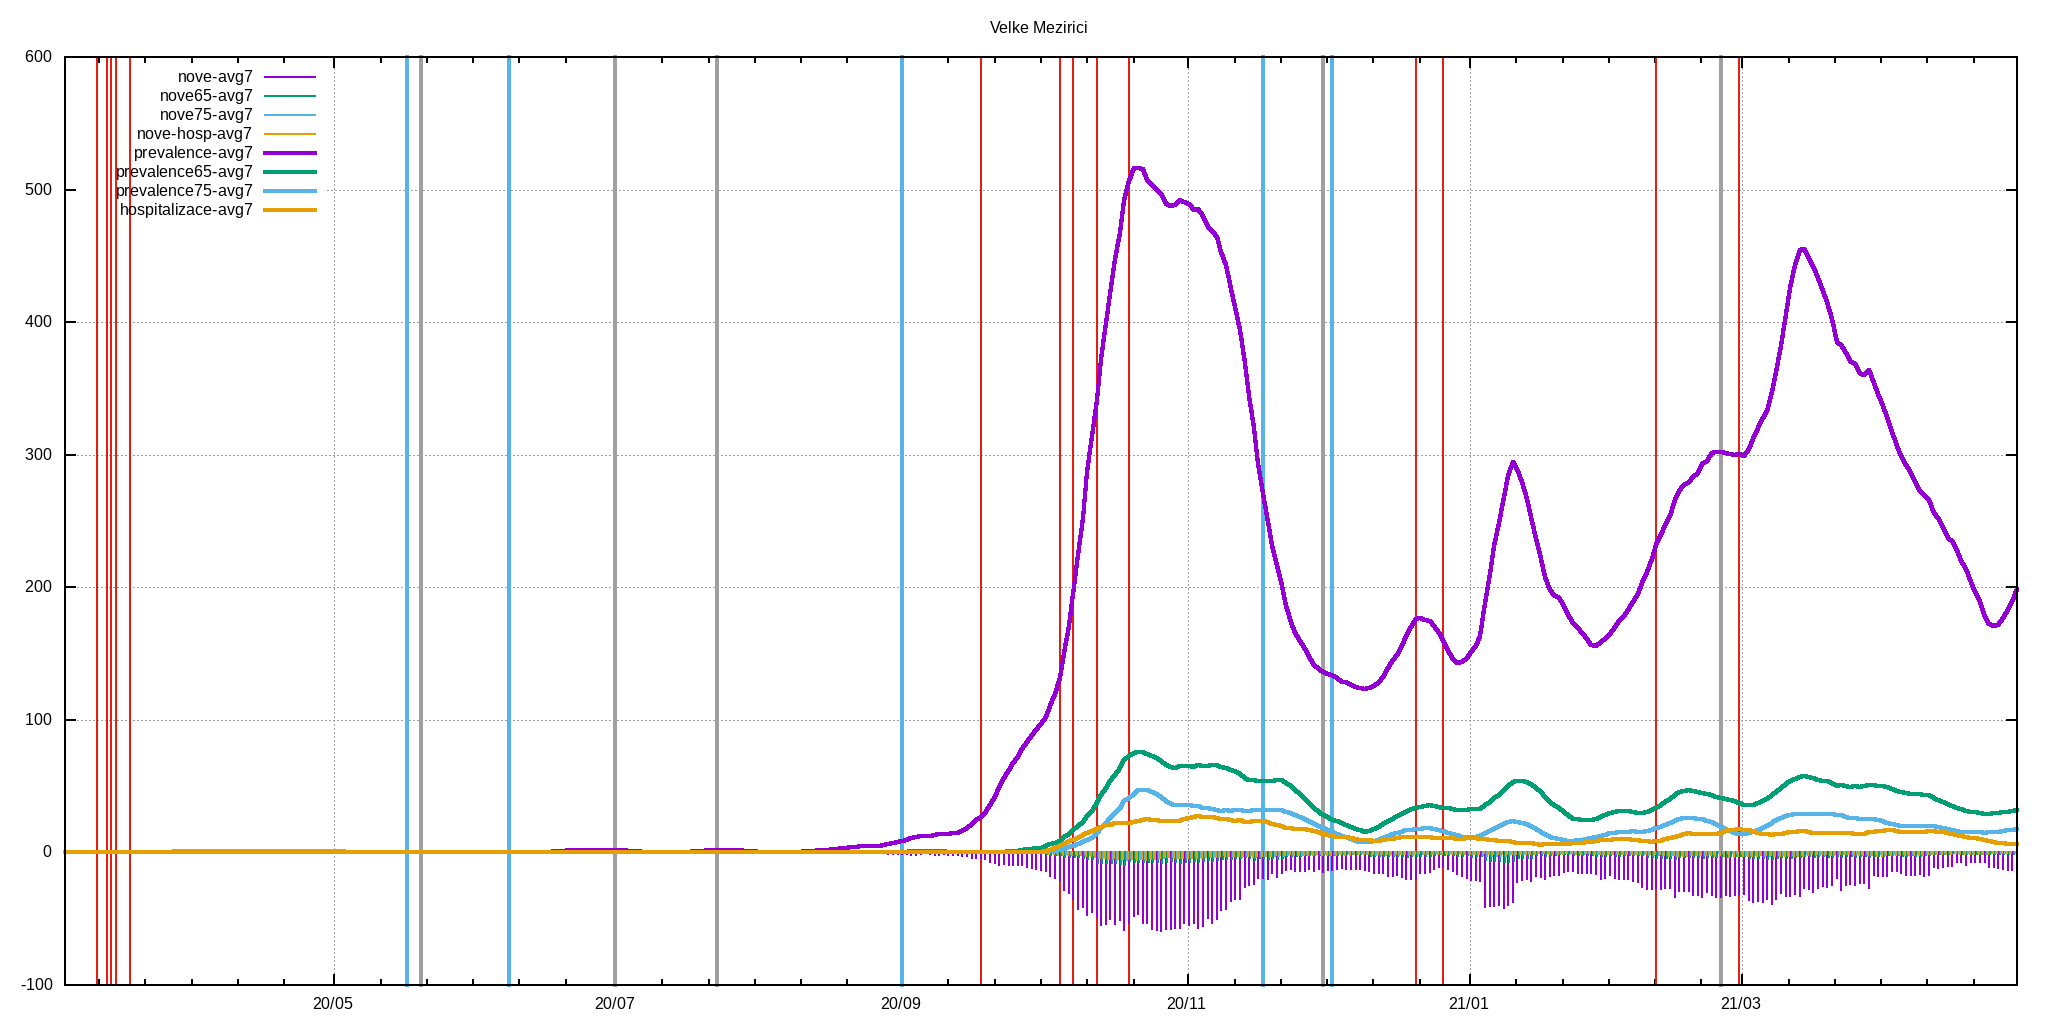 Velke Mezirici
600
nove-avg7
nove65-avg7
nove75-avg7
nove-hosp-avg7
prevalence-avg7
prevalence65-avg7
prevalence75-avg7
hospitalizace-avg7
500
400
300
200
100
0
-100
20/05 20/07 20/09 20/11 21/01 21/03